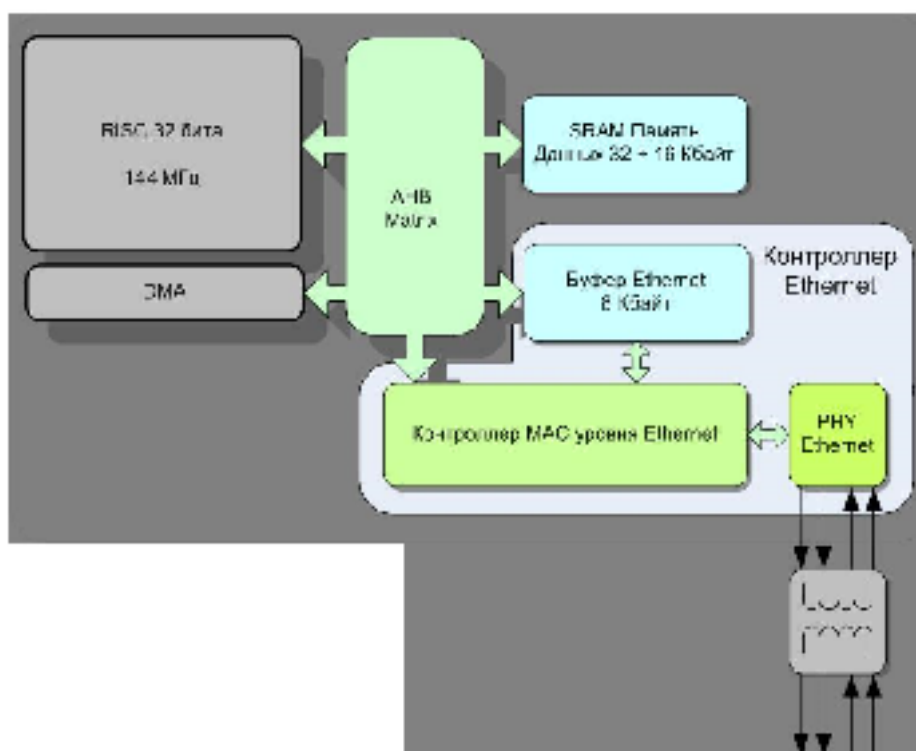 RISC 32 бита
144 МГц
DMA
AHB
Matrix
SRAM Память
Данных 32 + 16 Кбайт
Контроллер
Ethernet
Буфер Ethernet
8 Кбайт
Контроллер MAC уровня Ethernet
PHY
Ethernet